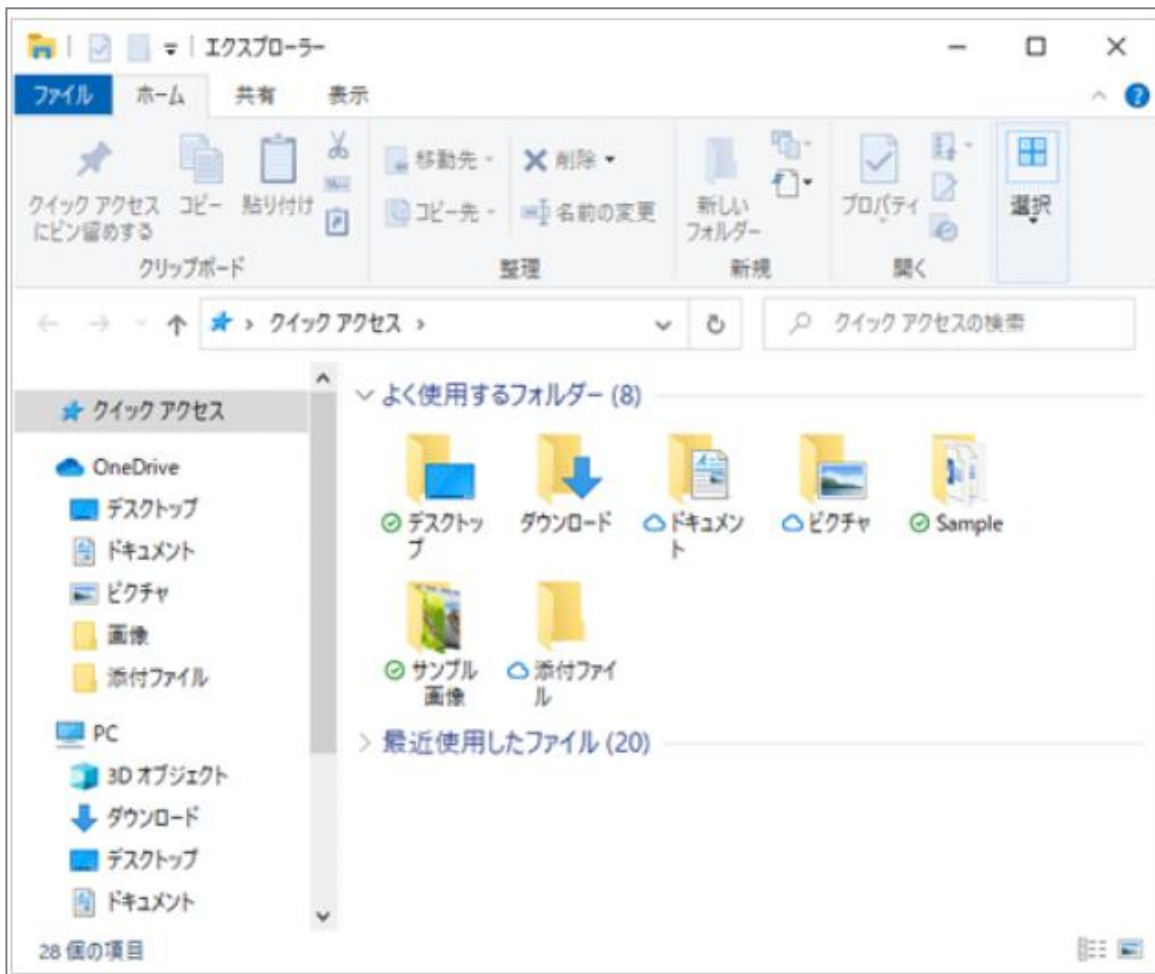 エクスプローラー
ファイル ホーム 共有 表示
クイック アクセス
にピン留めする
コピー
貼り付け
クリップボード
移動先
コピー先
削除
名前の変更
整理
新しい
フォルダー
新規
プロパティ
開く
選択
クイック アクセス
クイック アクセスの検索
クイック アクセス
OneDrive
デスクトップ
ドキュメント
ピクチャ
画像
添付ファイル
PC
3D オブジェクト
ダウンロード
デスクトップ
ドキュメント
よく使用するフォルダー (8)
デスクトッ
プ
ダウンロード
ドキュメン
ト
ピクチャ
Sample
サンプル
画像
添付ファイ
ル
最近使用したファイル (20)
28 個の項目